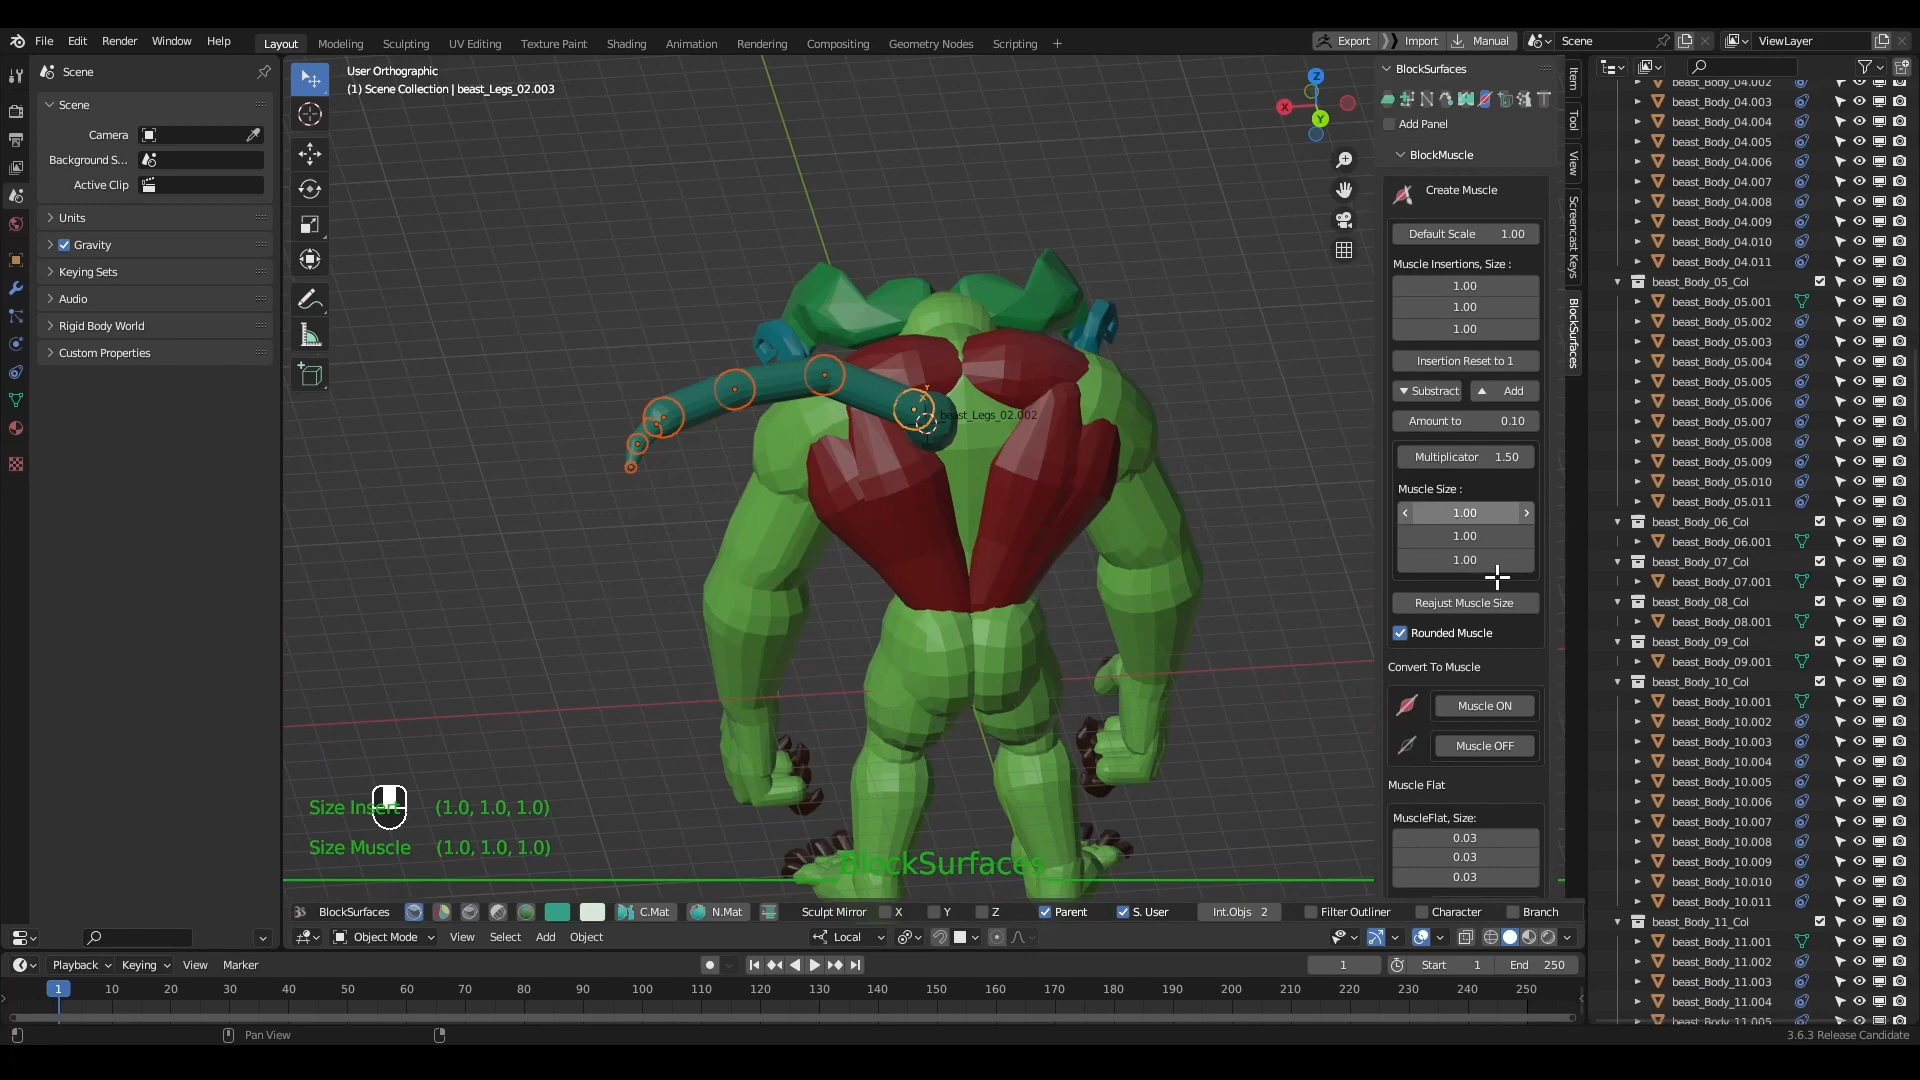 File Edit Render Window Help Layout Modeling Sculpting UV Editing Texture Paint Shading Animation Rendering Compositing Geometry Nodes Scripting + Export Import Manual Scene ViewLayer
Scene
Scene
Camera
Background S...
Active Clip
Units
Gravity
Keying Sets
Audio
Rigid Body World
Custom Properties
User Orthographic
(1) Scene Collection | beast_Legs_02.003
Z
X
Y
beast_Legs_02.002
Size Insert (1.0, 1.0, 1.0)
Size Muscle (1.0, 1.0, 1.0)
BlockSurfaces
BlockSurfaces
Add Panel
BlockMuscle
Create Muscle
Default Scale 1.00
Muscle Insertions, Size :
1.00
1.00
1.00
Insertion Reset to 1
Substract Add
Amount to 0.10
Multiplicator 1.50
Muscle Size :
1.00
1.00
1.00
Reajust Muscle Size
Rounded Muscle
Convert To Muscle
Muscle ON
Muscle OFF
Muscle Flat
MuscleFlat, Size:
0.03
0.03
0.03
Item
Tool
View
Screencast Keys
BlockSurfaces
beast_Body_04.002
beast_Body_04.003
beast_Body_04.004
beast_Body_04.005
beast_Body_04.006
beast_Body_04.007
beast_Body_04.008
beast_Body_04.009
beast_Body_04.010
beast_Body_04.011
beast_Body_05_Col
beast_Body_05.001
beast_Body_05.002
beast_Body_05.003
beast_Body_05.004
beast_Body_05.005
beast_Body_05.006
beast_Body_05.007
beast_Body_05.008
beast_Body_05.009
beast_Body_05.010
beast_Body_05.011
beast_Body_06_Col
beast_Body_06.001
beast_Body_07_Col
beast_Body_07.001
beast_Body_08_Col
beast_Body_08.001
beast_Body_09_Col
beast_Body_09.001
beast_Body_10_Col
beast_Body_10.001
beast_Body_10.002
beast_Body_10.003
beast_Body_10.004
beast_Body_10.005
beast_Body_10.006
beast_Body_10.007
beast_Body_10.008
beast_Body_10.009
beast_Body_10.010
beast_Body_10.011
beast_Body_11_Col
beast_Body_11.001
beast_Body_11.002
beast_Body_11.003
beast_Body_11.004
beast_Body_11.005
BlockSurfaces C.Mat N.Mat Sculpt Mirror X Y Z Parent S. User Int.Objs 2 Filter Outliner Character Branch
Object Mode View Select Add Object Local
Playback Keying View Marker 1 Start 1 End 250
1 10 20 30 40 50 60 70 80 90 100 110 120 130 140 150 160 170 180 190 200 210 220 230 240 250
Pan View 3.6.3 Release Candidate